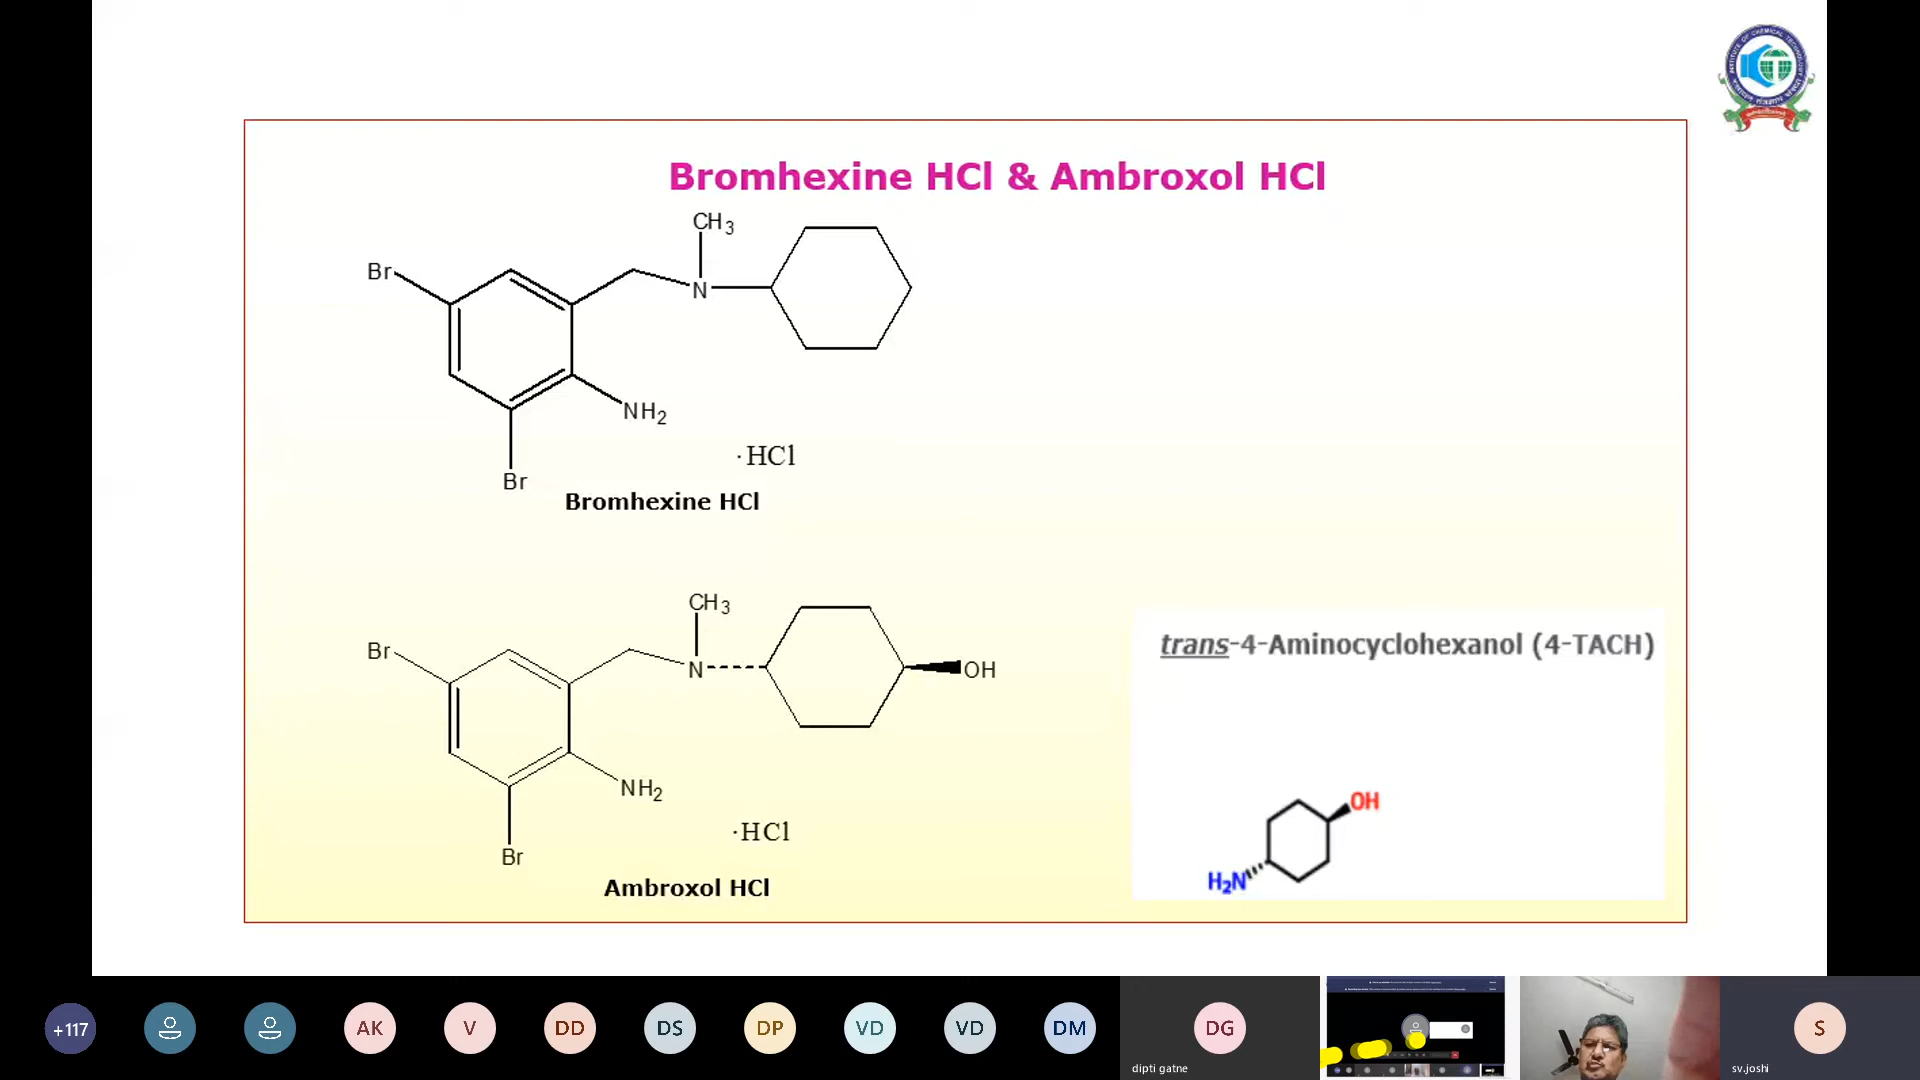 Bromhexine HCl & Ambroxol HCl
CH3
Br
N
NH2
·HCl
Br
Bromhexine HCl
CH3
Br
N
OH
NH2
·HCl
Br
Ambroxol HCl
trans-4-Aminocyclohexanol (4-TACH)
OH
H2N
+117
AK
V
DD
DS
DP
VD
VD
DM
DG
dipti gatne
S
sv.joshi